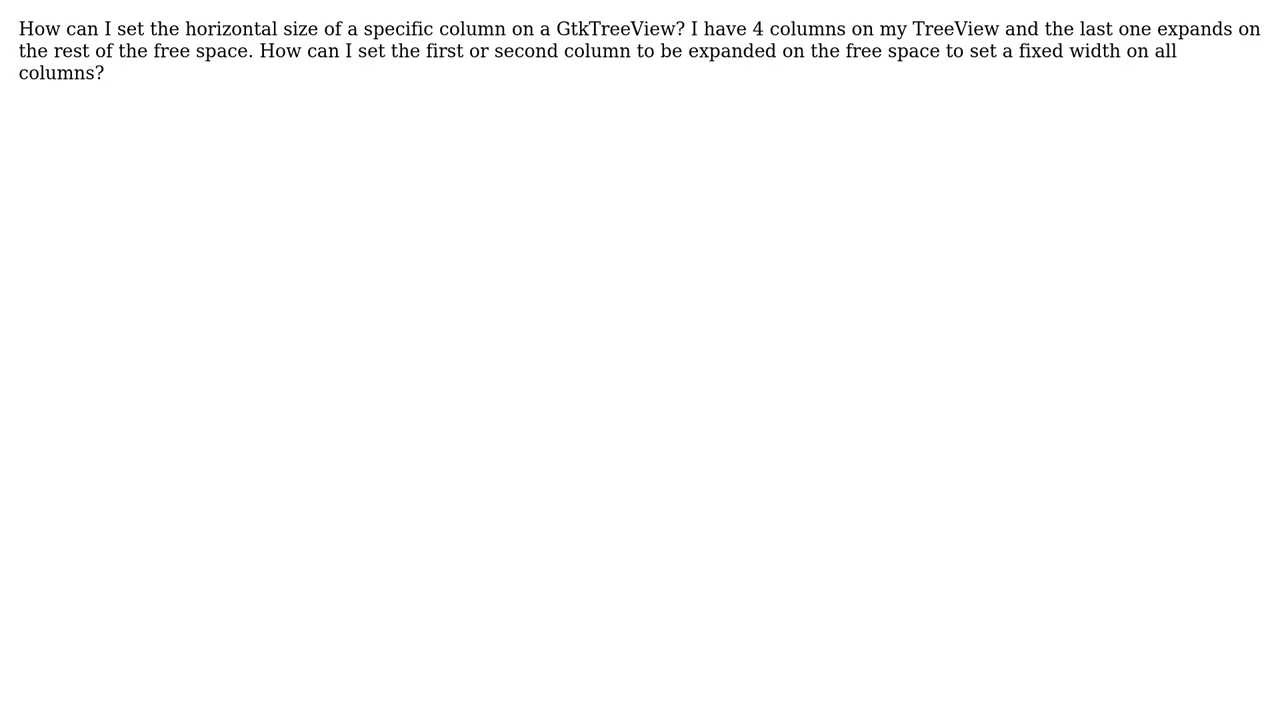 How can I set the horizontal size of a specific column on a GtkTreeView? I have 4 columns on my TreeView and the last one expands on
the rest of the free space. How can I set the first or second column to be expanded on the free space to set a fixed width on all
columns?